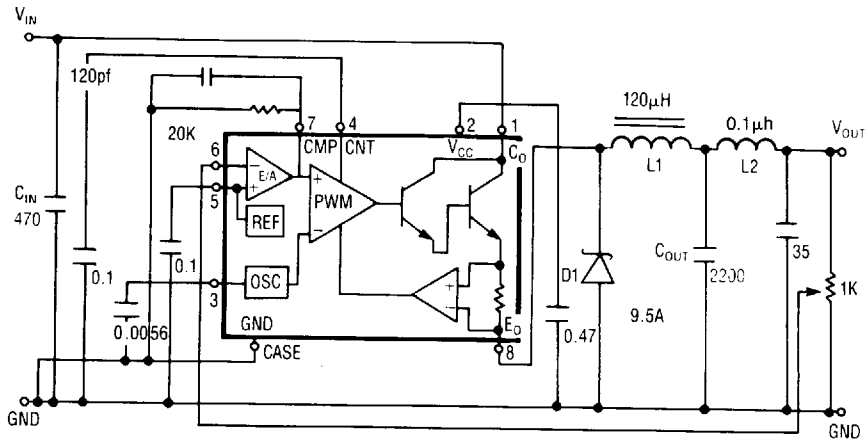 V_IN
120pf
20K
7
4
CMP
CNT
2
1
V_CC
C_O
120µH
L1
0.1µh
L2
V_OUT
6
E/A
PWM
5
REF
C_IN
470
0.1
0.1
3
OSC
0.0056
GND
CASE
E_O
8
D1
0.47
9.5A
C_OUT
2200
35
1K
GND
GND
+
−
+
−
+
−